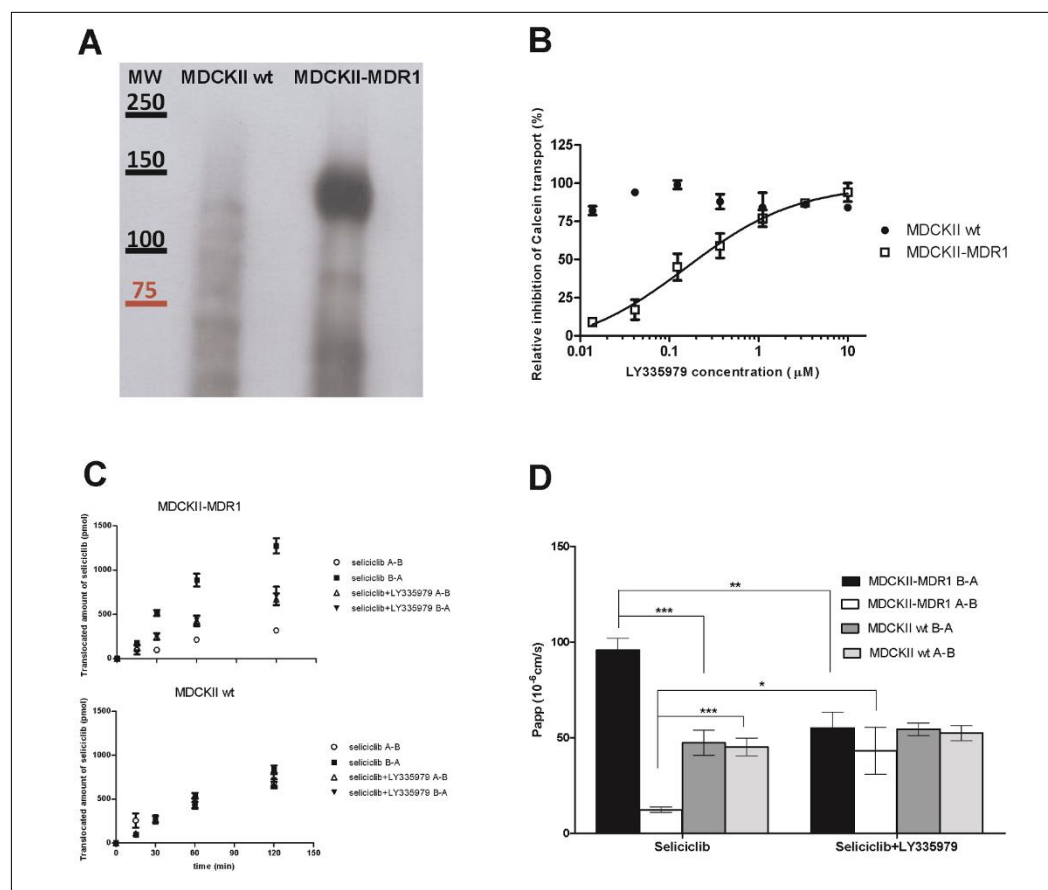 A
MW MDCKII wt MDCKII-MDR1
250
150
100
75
B
Relative inhibition of Calcein transport (%)
125
100
75
50
25
0
0.01 0.1 1 10
LY335979 concentration (μM)
MDCKII wt
MDCKII-MDR1
C
MDCKII-MDR1
Translocated amount of seliciclib (pmol)
1500
1000
500
0
seliciclib A-B
seliciclib B-A
seliciclib+LY335979 A-B
seliciclib+LY335979 B-A
MDCKII wt
Translocated amount of seliciclib (pmol)
1500
1000
500
0
0 30 60 90 120 150
time (min)
seliciclib A-B
seliciclib B-A
seliciclib+LY335979 A-B
seliciclib+LY335979 B-A
D
Papp (10⁻⁶cm/s)
150
100
50
0
**
***
*
***
MDCKII-MDR1 B-A
MDCKII-MDR1 A-B
MDCKII wt B-A
MDCKII wt A-B
Seliciclib Seliciclib+LY335979